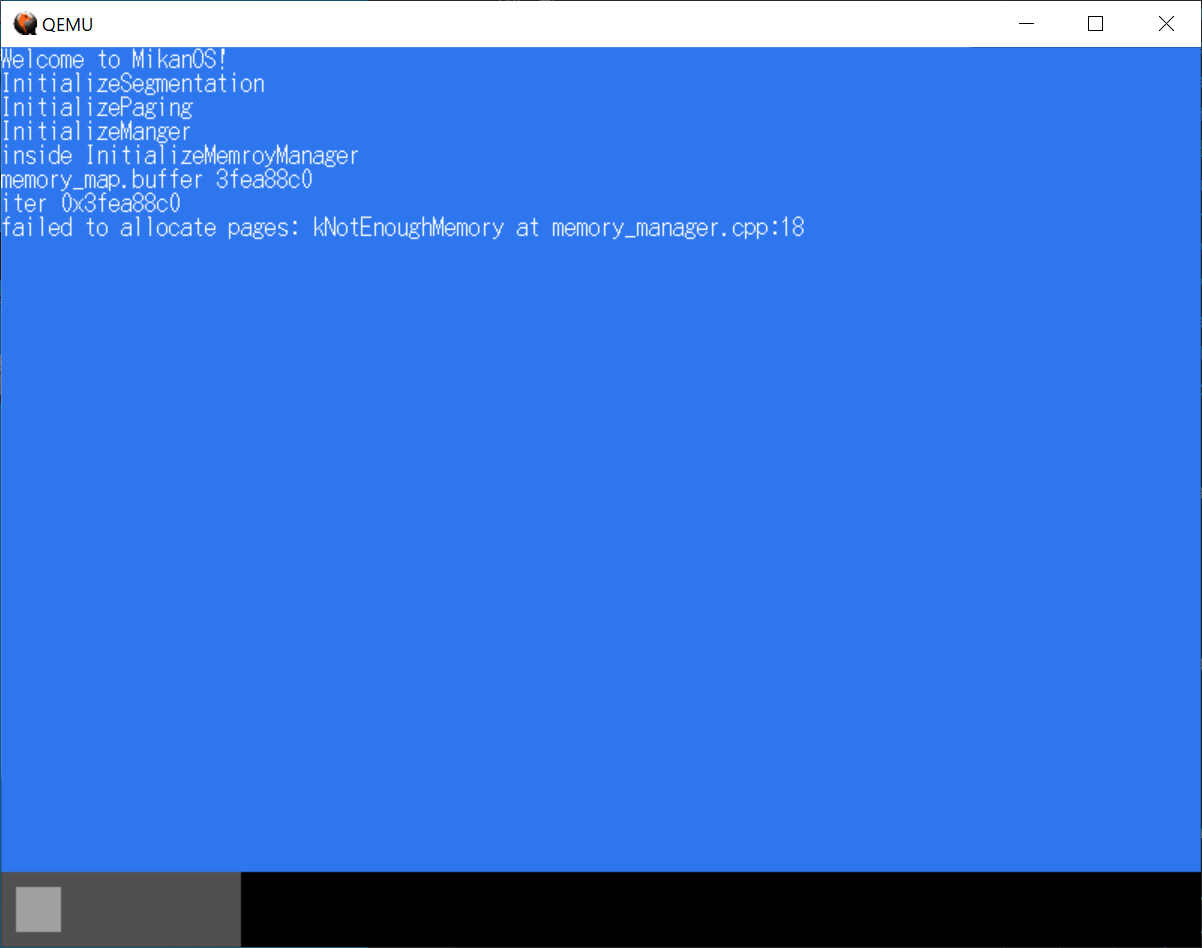 QEMU
Welcome to MikanOS!
InitializeSegmentation
InitializePaging
InitializeManger
inside InitializeMemroyManager
memory_map.buffer 3fea88c0
iter 0x3fea88c0
failed to allocate pages: kNotEnoughMemory at memory_manager.cpp:18